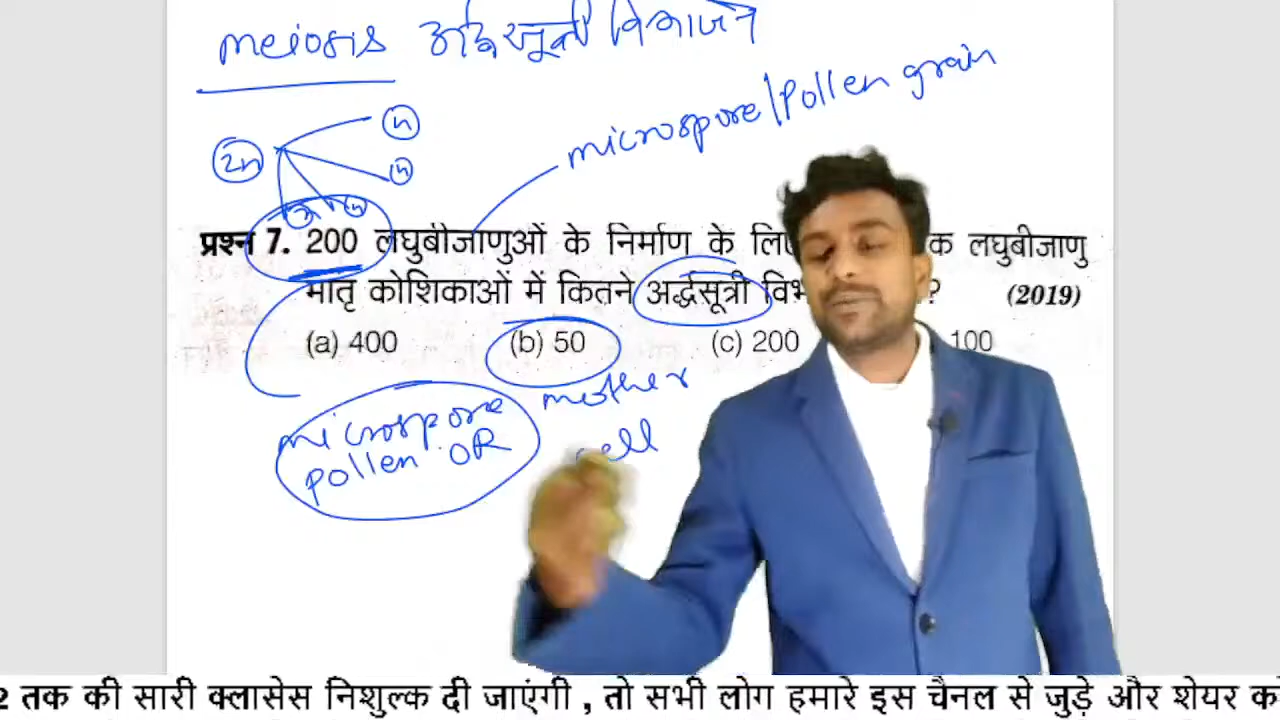 meiosis अर्द्धसूत्री विभाजन
microspore/Pollen grain
2n
n
n
n
प्रश्न 7. 200 लघुबीजाणुओं के निर्माण के लिए क लघुबीजाणु
मातृ कोशिकाओं में कितने अर्द्धसूत्री ? (2019)
(a) 400 (b) 50 (c) 200 100
microspore
pollen OR
mother
cell
2 तक की सारी क्लासेस निशुल्क दी जाएंगी , तो सभी लोग हमारे इस चैनल से जुड़े और शेयर